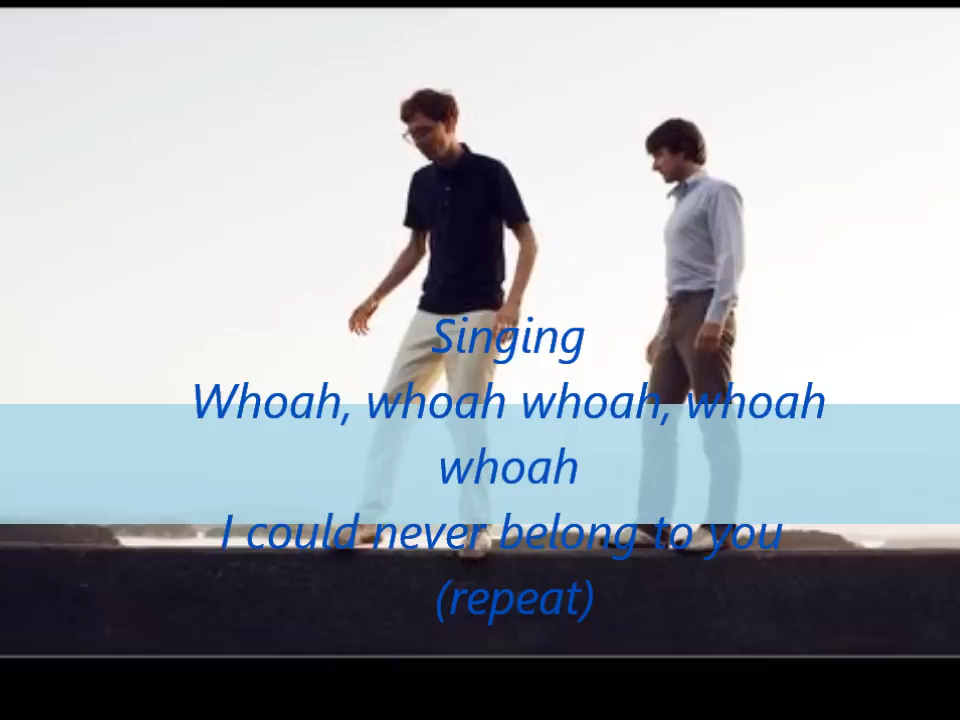 Singing
Whoah, whoah whoah, whoah
whoah
I could never belong to you
(repeat)